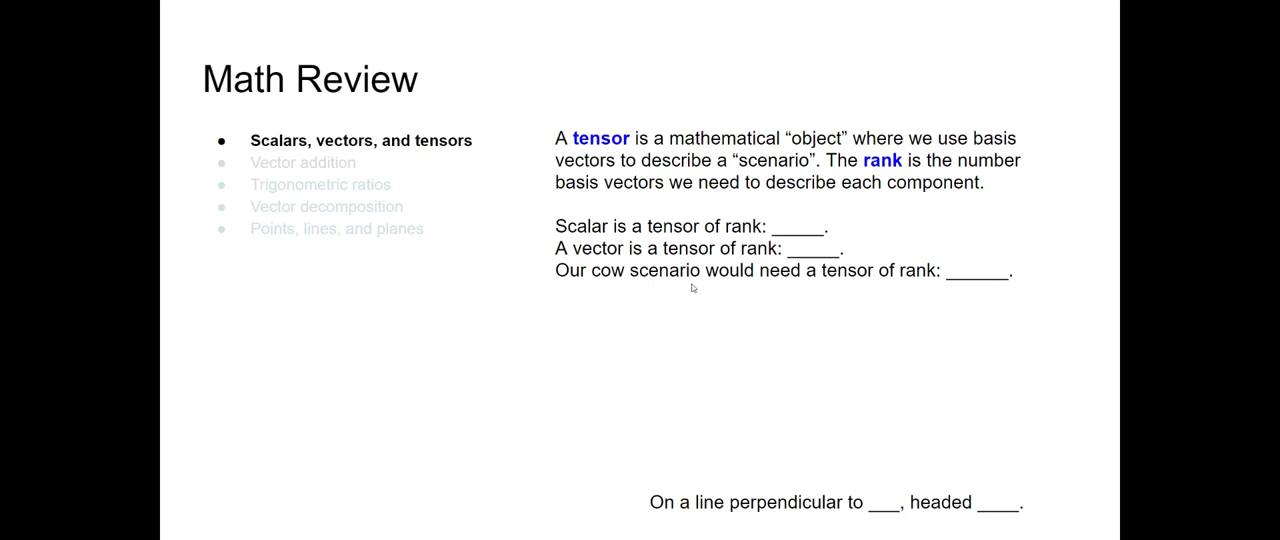 Math Review
● Scalars, vectors, and tensors
● Vector addition
● Trigonometric ratios
● Vector decomposition
● Points, lines, and planes
A tensor is a mathematical “object” where we use basis
vectors to describe a “scenario”. The rank is the number
basis vectors we need to describe each component.
Scalar is a tensor of rank: _____.
A vector is a tensor of rank: _____.
Our cow scenario would need a tensor of rank: ______.
On a line perpendicular to ___, headed ____.